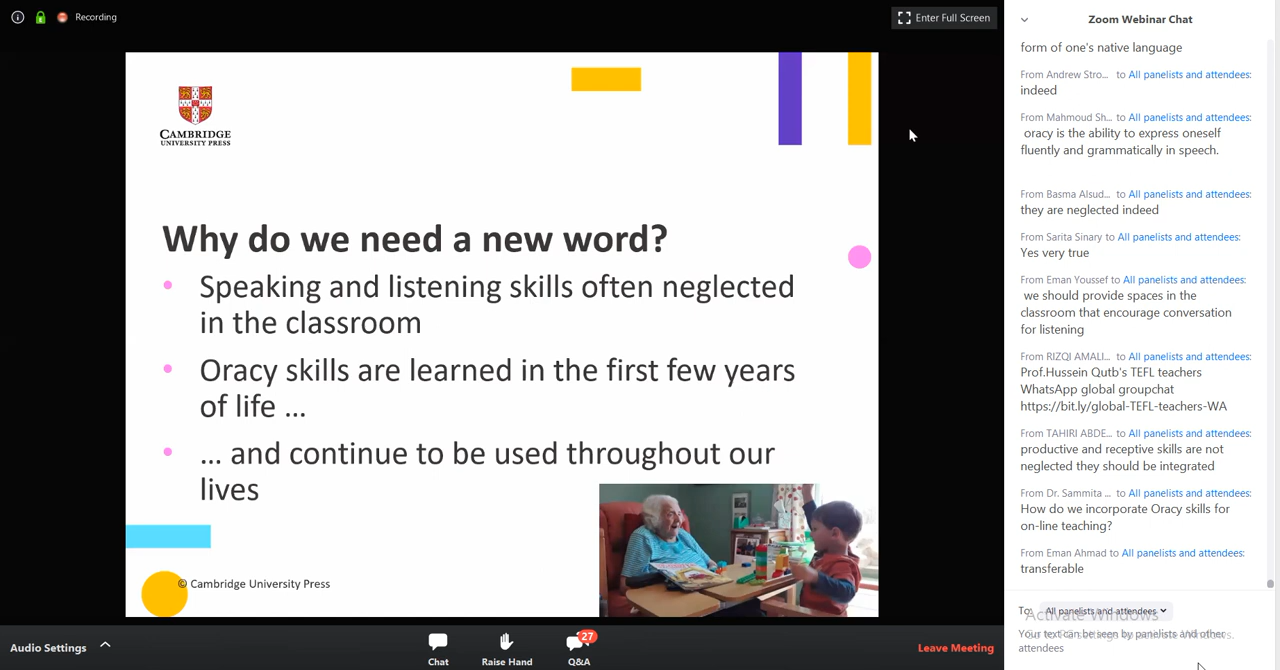 Recording
Enter Full Screen
CAMBRIDGE
UNIVERSITY PRESS
Why do we need a new word?
• Speaking and listening skills often neglected
in the classroom
• Oracy skills are learned in the first few years
of life ...
• ... and continue to be used throughout our
lives
© Cambridge University Press
Audio Settings
Chat
Raise Hand
27
Q&A
Leave Meeting
Zoom Webinar Chat
form of one's native language
From Andrew Stro... to All panelists and attendees:
indeed
From Mahmoud Sh... to All panelists and attendees:
oracy is the ability to express oneself
fluently and grammatically in speech.
From Basma Alsud... to All panelists and attendees:
they are neglected indeed
From Sarita Sinary to All panelists and attendees:
Yes very true
From Eman Youssef to All panelists and attendees:
we should provide spaces in the
classroom that encourage conversation
for listening
From RIZQI AMALI... to All panelists and attendees:
Prof.Hussein Qutb's TEFL teachers
WhatsApp global groupchat
https://bit.ly/global-TEFL-teachers-WA
From TAHIRI ABDE... to All panelists and attendees:
productive and receptive skills are not
neglected they should be integrated
From Dr. Sammita ... to All panelists and attendees:
How do we incorporate Oracy skills for
on-line teaching?
From Eman Ahmad to All panelists and attendees:
transferable
To: All panelists and attendees
Activate Windows
Your text can be seen by panelists and other
attendees